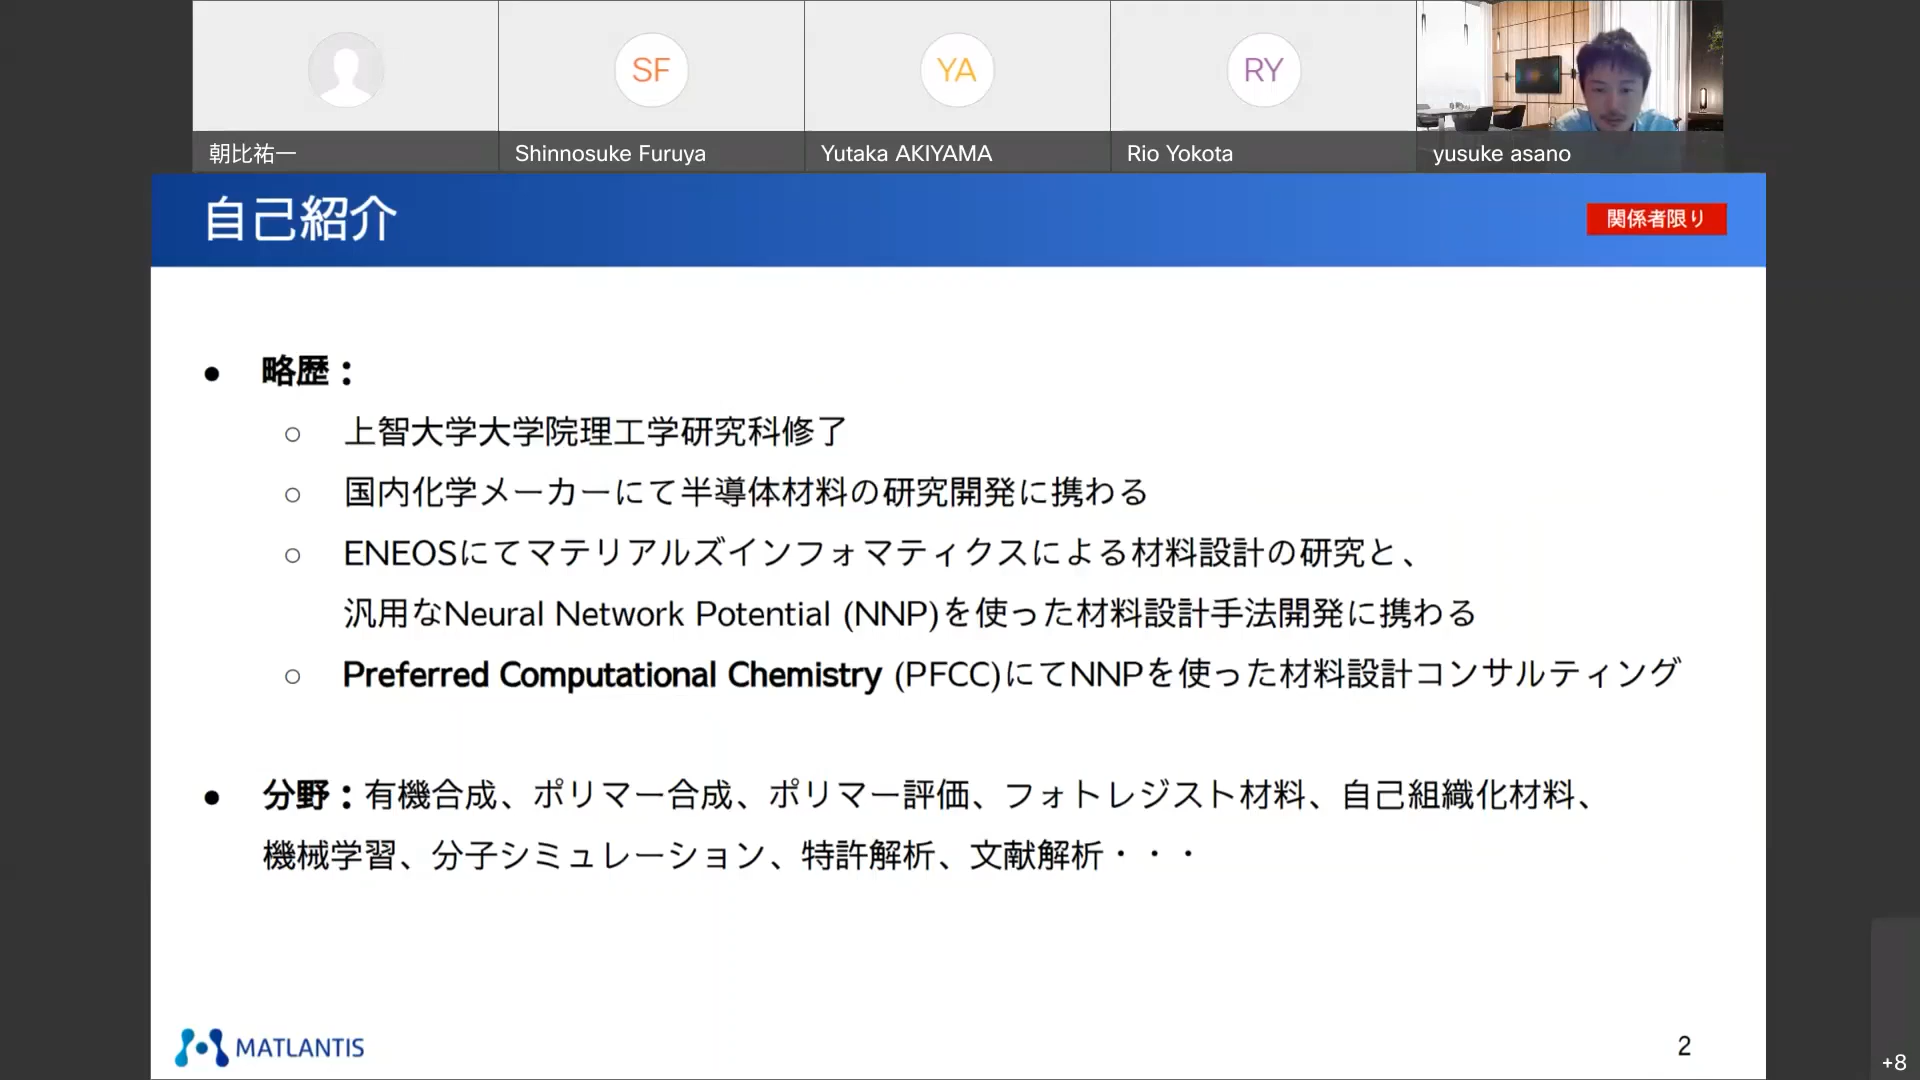 SF
YA
RY
朝比祐一
Shinnosuke Furuya
Yutaka AKIYAMA
Rio Yokota
yusuke asano
自己紹介
関係者限り
● 略歴：
○ 上智大学大学院理工学研究科修了
○ 国内化学メーカーにて半導体材料の研究開発に携わる
○ ENEOSにてマテリアルズインフォマティクスによる材料設計の研究と、
汎用なNeural Network Potential (NNP)を使った材料設計手法開発に携わる
○ Preferred Computational Chemistry (PFCC)にてNNPを使った材料設計コンサルティング
● 分野：有機合成、ポリマー合成、ポリマー評価、フォトレジスト材料、自己組織化材料、
機械学習、分子シミュレーション、特許解析、文献解析・・・
MATLANTIS
2
+8